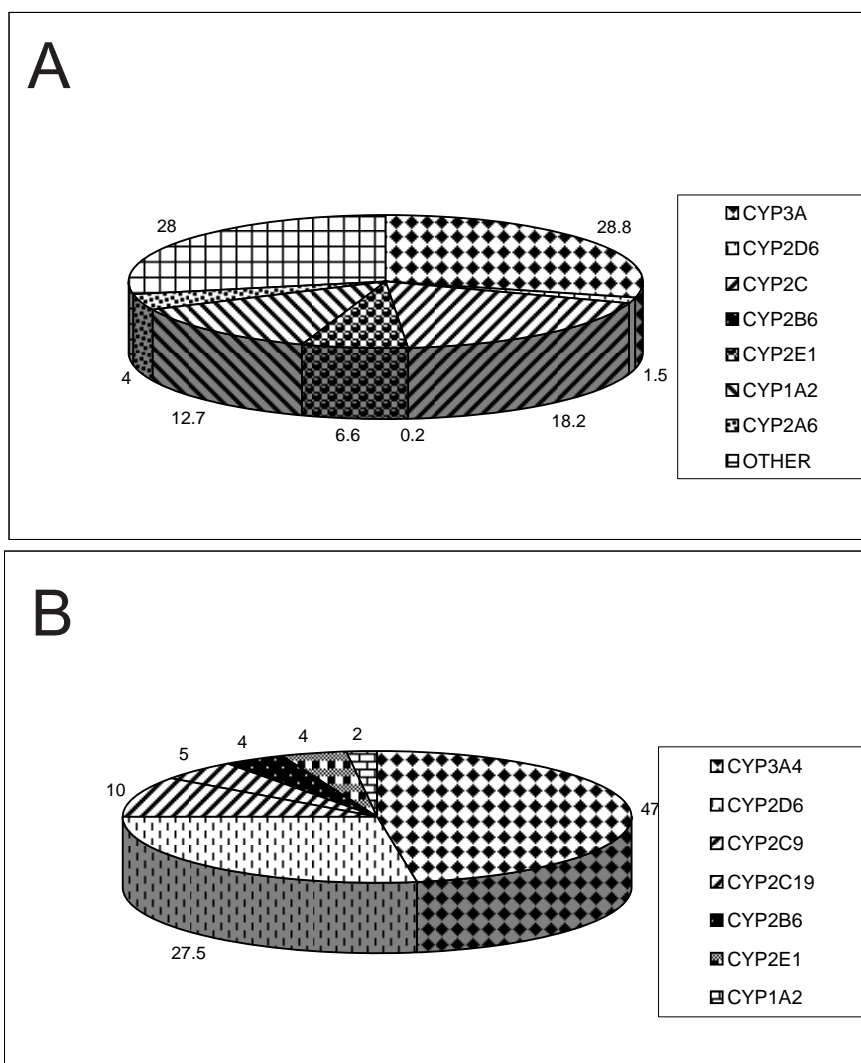 A
28
28.8
4
12.7
6.6
0.2
18.2
1.5
CYP3A
CYP2D6
CYP2C
CYP2B6
CYP2E1
CYP1A2
CYP2A6
OTHER
B
10
5
4
4
2
47
27.5
CYP3A4
CYP2D6
CYP2C9
CYP2C19
CYP2B6
CYP2E1
CYP1A2